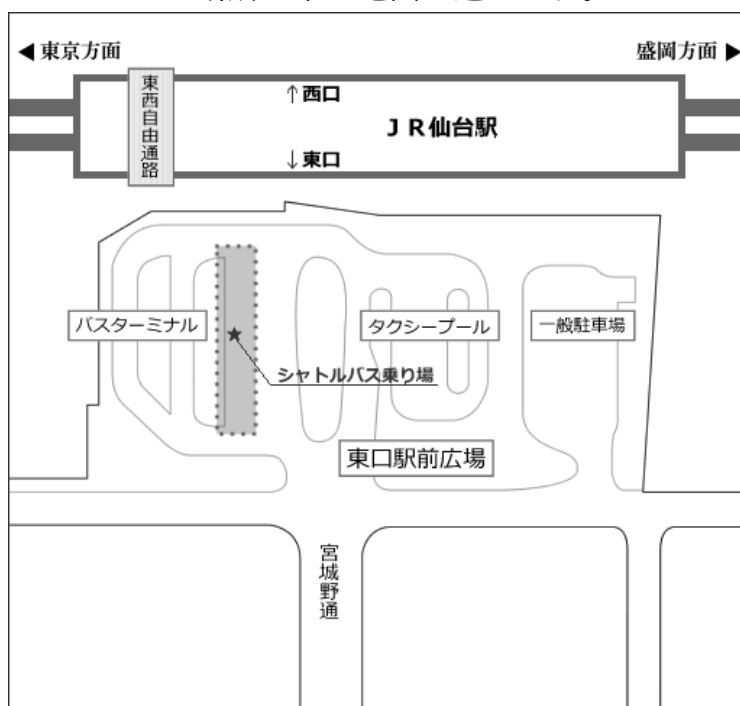 ◀東京方面
盛岡方面▶
東西自由通路
↑西口
JR仙台駅
↓東口
バスターミナル
タクシープール
一般駐車場
★
シャトルバス乗り場
東口駅前広場
宮城野通